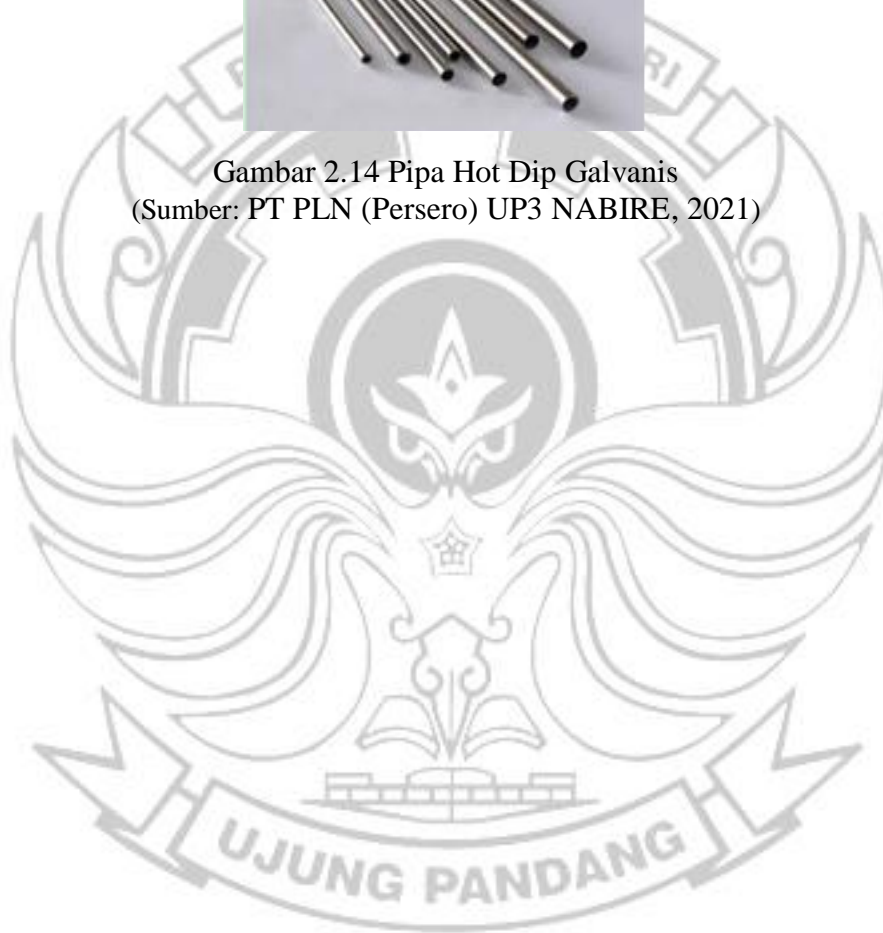 Gambar 2.14 Pipa Hot Dip Galvanis
(Sumber: PT PLN (Persero) UP3 NABIRE, 2021)
UJUNG PANDANG